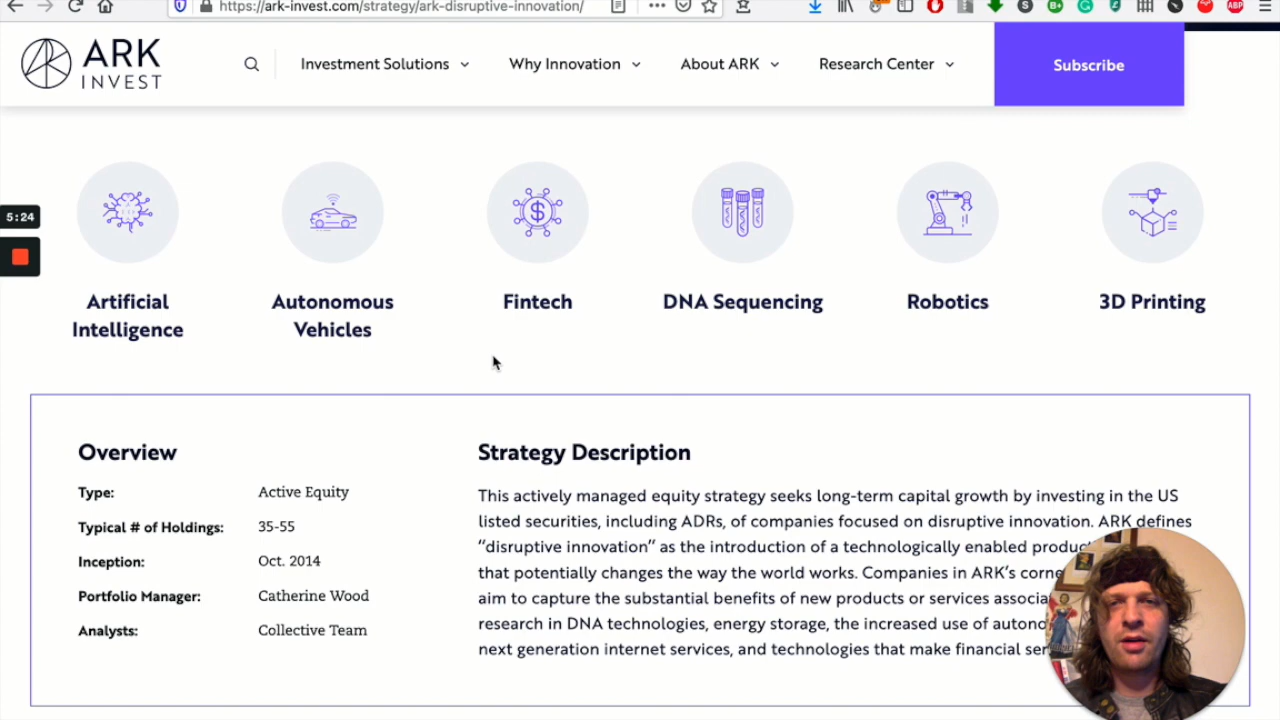 https://ark-invest.com/strategy/ark-disruptive-innovation/
ARK
INVEST
Investment Solutions
Why Innovation
About ARK
Research Center
Subscribe
5:24
Artificial
Intelligence
Autonomous
Vehicles
Fintech
DNA Sequencing
Robotics
3D Printing
Overview
Type: Active Equity
Typical # of Holdings: 35-55
Inception: Oct. 2014
Portfolio Manager: Catherine Wood
Analysts: Collective Team
Strategy Description
This actively managed equity strategy seeks long-term capital growth by investing in the US
listed securities, including ADRs, of companies focused on disruptive innovation. ARK defines
“disruptive innovation” as the introduction of a technologically enabled
that potentially changes the way the world works. Companies in ARK’s
aim to capture the substantial benefits of new products or services
research in DNA technologies, energy storage, the increased use of
next generation internet services, and technologies that make financial
ABP